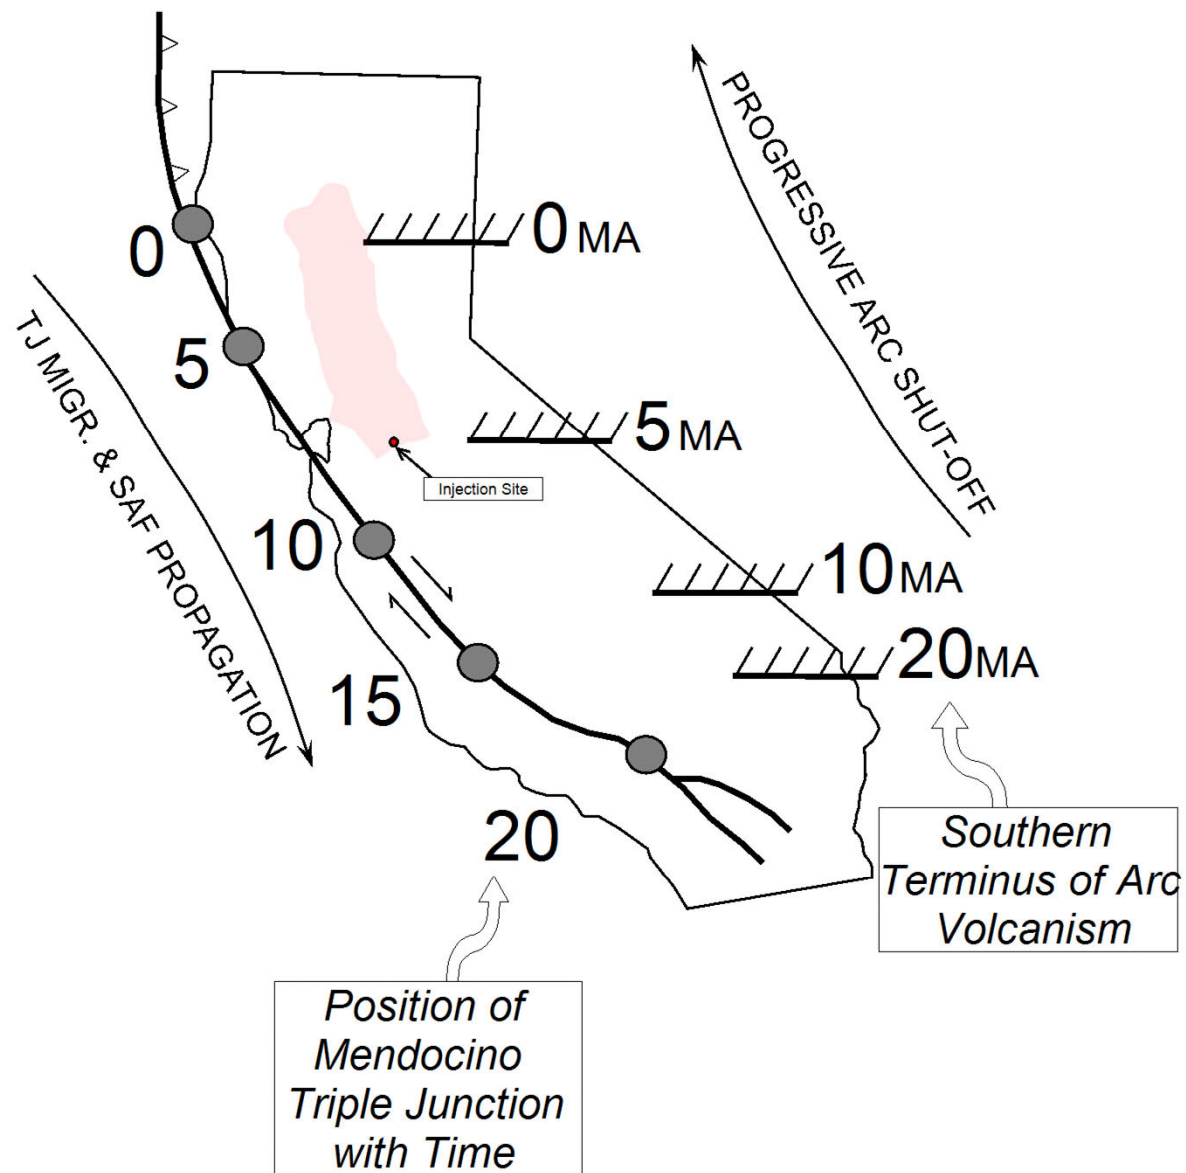 PROGRESSIVE ARC SHUT-OFF
0
0 MA
TJ MIGR. & SAF PROPAGATION
5
5 MA
Injection Site
10
10 MA
15
20 MA
20
Southern
Terminus of Arc
Volcanism
Position of
Mendocino
Triple Junction
with Time